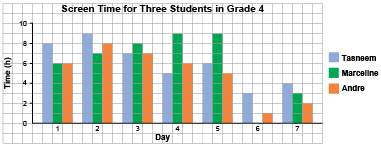 Screen Time for Three Students in Grade 4
10
8
6
4
2
0
Time (h)
1 2 3 4 5 6 7
Day
Tasneem
Marceline
Andre